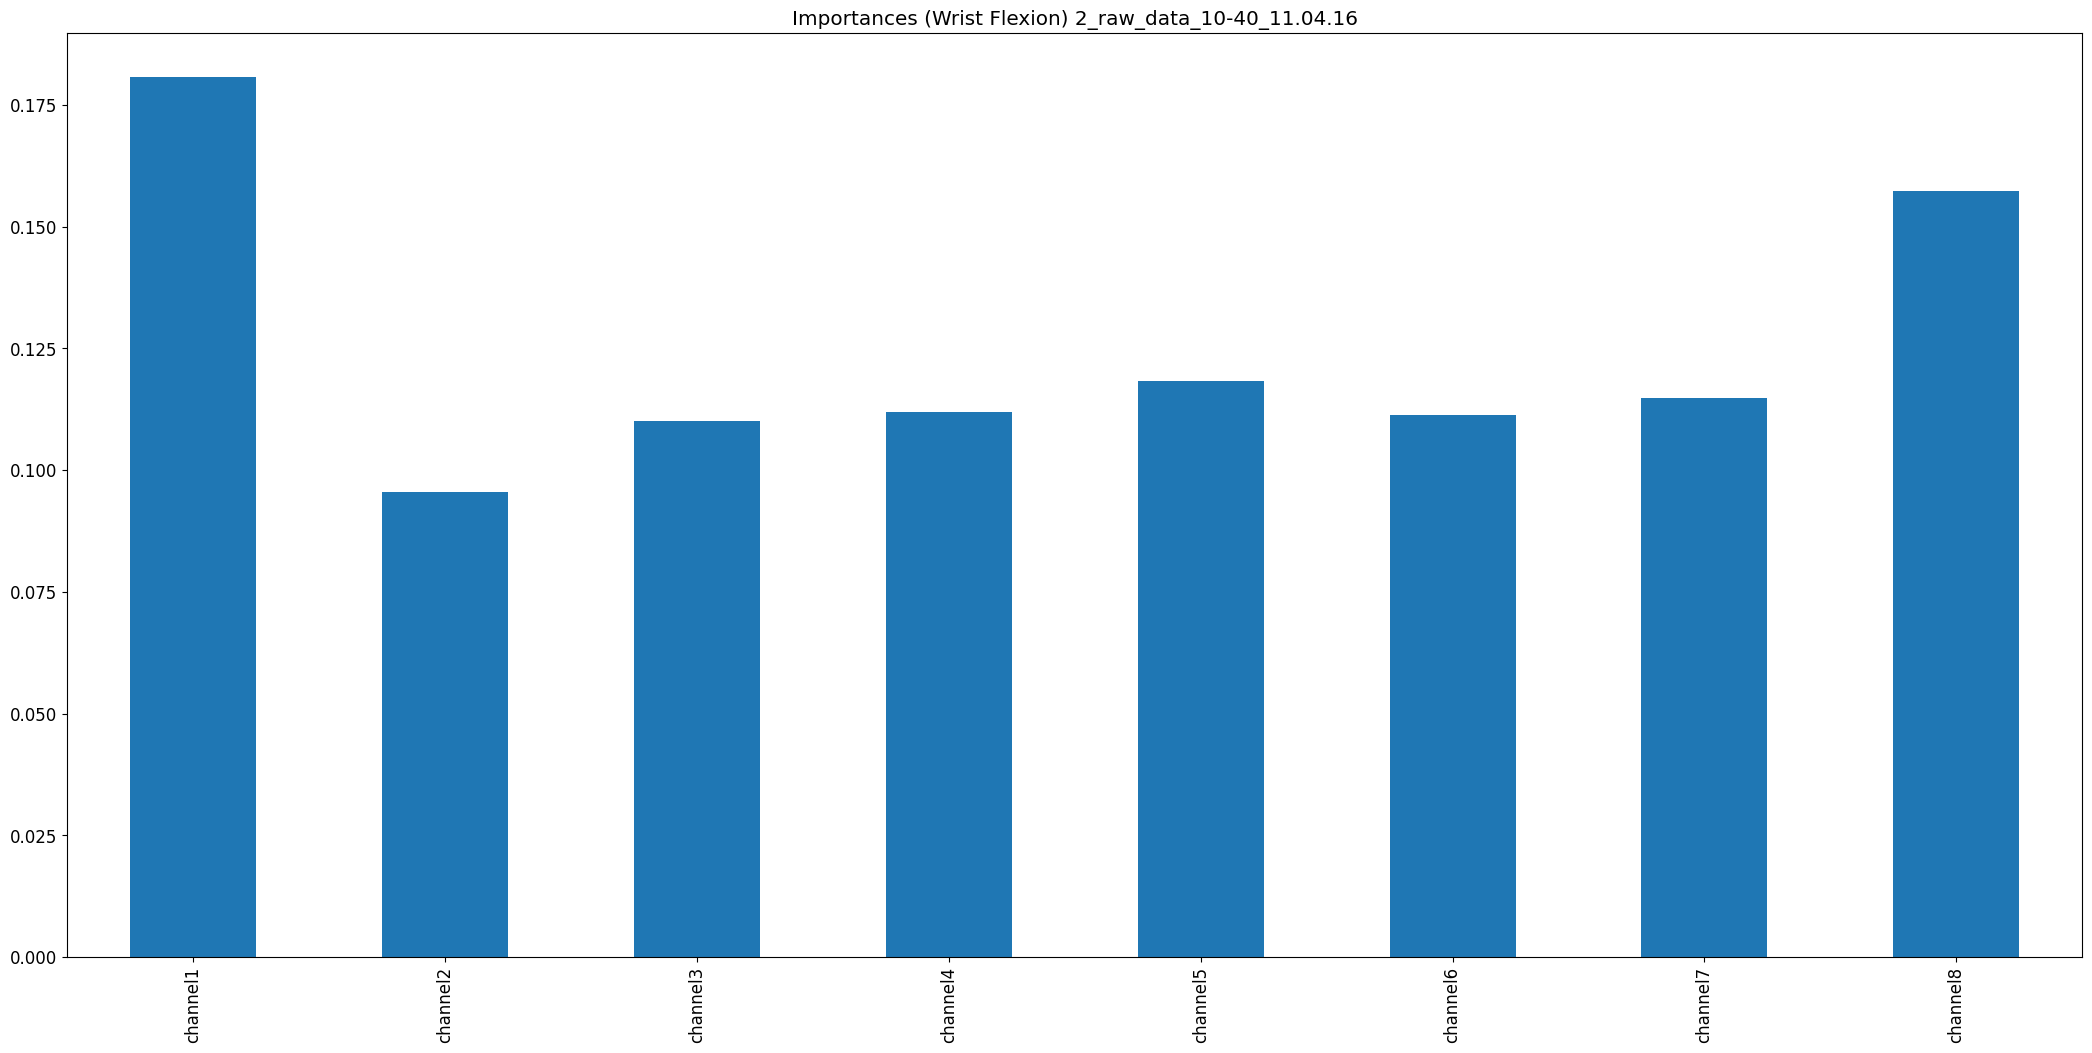 Importances (Wrist Flexion) 2_raw_data_10-40_11.04.16
0.175
0.150
0.125
0.100
0.075
0.050
0.025
0.000
channel1
channel2
channel3
channel4
channel5
channel6
channel7
channel8